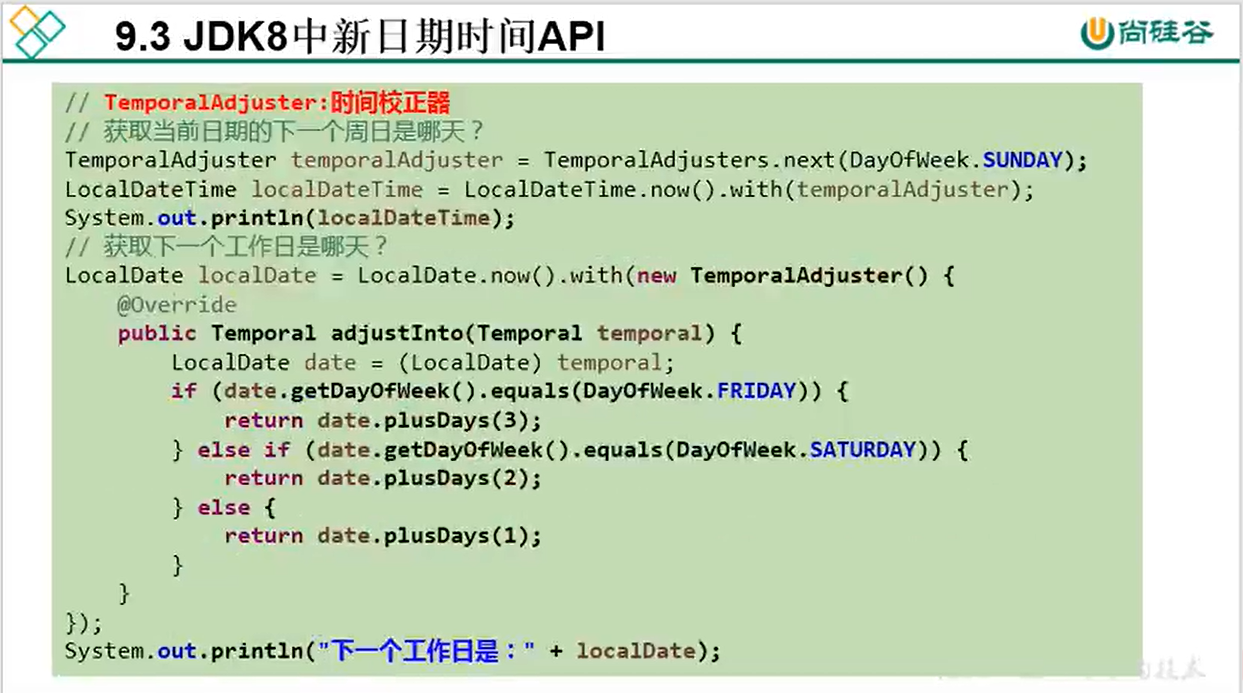 9.3 JDK8中新日期时间API
尚硅谷
// TemporalAdjuster:时间校正器
// 获取当前日期的下一个周日是哪天？
TemporalAdjuster temporalAdjuster = TemporalAdjusters.next(DayOfWeek.SUNDAY);
LocalDateTime localDateTime = LocalDateTime.now().with(temporalAdjuster);
System.out.println(localDateTime);
// 获取下一个工作日是哪天？
LocalDate localDate = LocalDate.now().with(new TemporalAdjuster() {
@Override
public Temporal adjustInto(Temporal temporal) {
LocalDate date = (LocalDate) temporal;
if (date.getDayOfWeek().equals(DayOfWeek.FRIDAY)) {
return date.plusDays(3);
} else if (date.getDayOfWeek().equals(DayOfWeek.SATURDAY)) {
return date.plusDays(2);
} else {
return date.plusDays(1);
}
}
});
System.out.println("下一个工作日是：" + localDate);